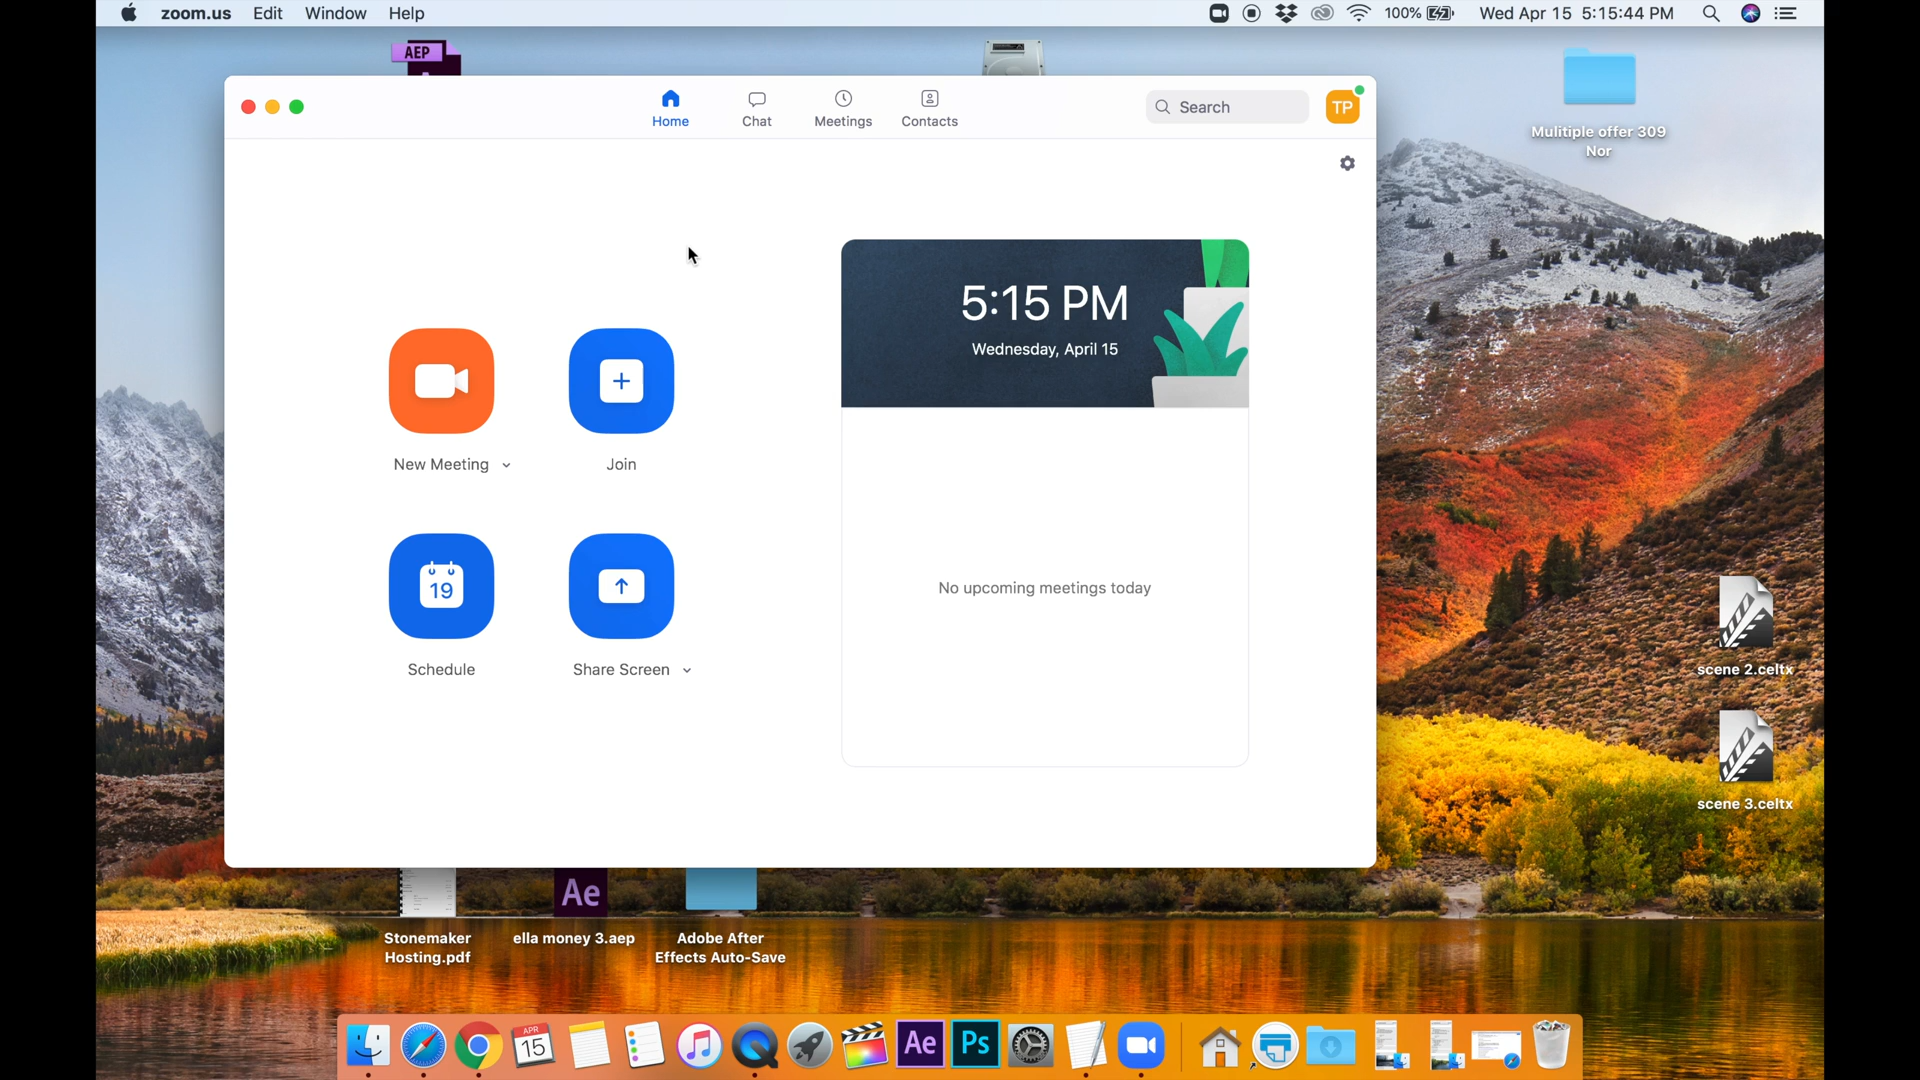 zoom.us Edit Window Help
100% Wed Apr 15 5:15:44 PM
AEP
Home
Chat
Meetings
Contacts
Search
TP
Mulitiple offer 309
Nor
5:15 PM
Wednesday, April 15
New Meeting
Join
19
Schedule
Share Screen
No upcoming meetings today
scene 2.celtx
scene 3.celtx
Ae
Stonemaker
Hosting.pdf
ella money 3.aep
Adobe After
Effects Auto-Save
APR
15
Ae
Ps